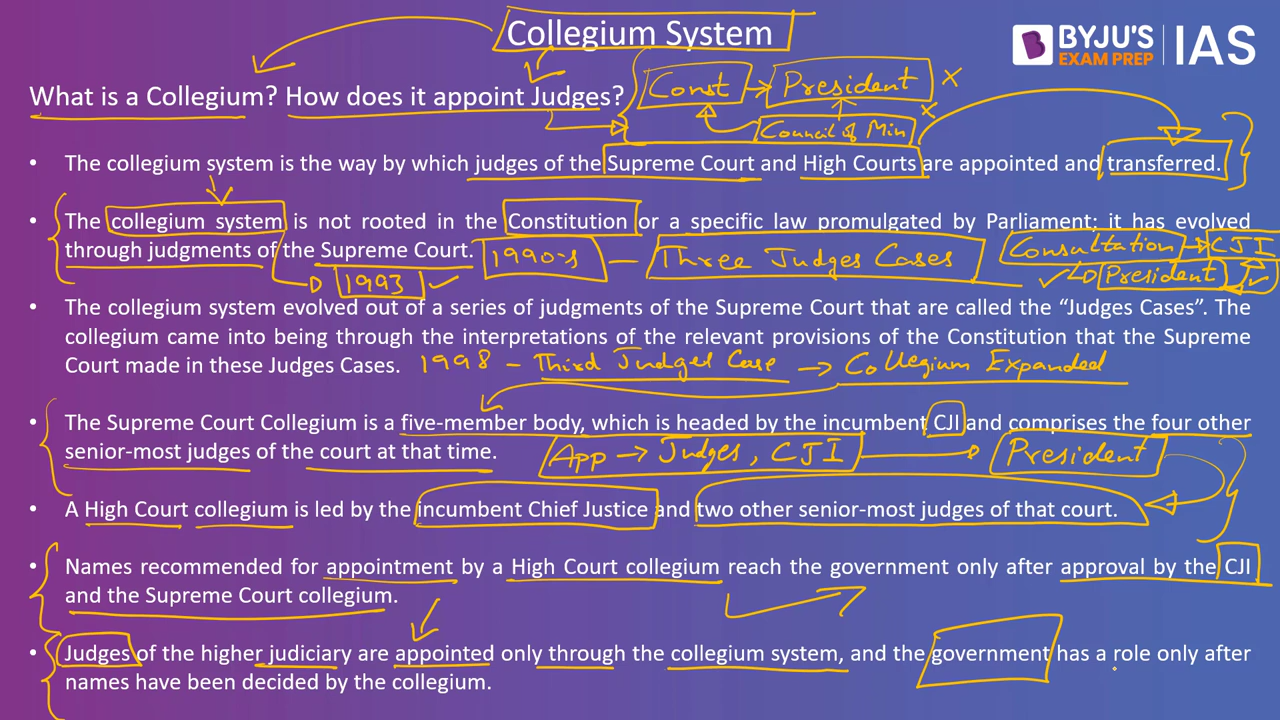 Collegium System
BYJU'S
EXAM PREP
IAS
What is a Collegium? How does it appoint Judges?
Const → President ×
Council of Min ×
• The collegium system is the way by which judges of the Supreme Court and High Courts are appointed and transferred.
• The collegium system is not rooted in the Constitution or a specific law promulgated by Parliament; it has evolved
through judgments of the Supreme Court.
1990-s — Three Judges Cases
Consultation → CJI
1993 ✓
✓ President ✓
• The collegium system evolved out of a series of judgments of the Supreme Court that are called the “Judges Cases”. The
collegium came into being through the interpretations of the relevant provisions of the Constitution that the Supreme
Court made in these Judges Cases.
1998 - Third Judges Case → Collegium Expanded
• The Supreme Court Collegium is a five-member body, which is headed by the incumbent CJI and comprises the four other
senior-most judges of the court at that time.
App → Judges, CJI → President
• A High Court collegium is led by the incumbent Chief Justice and two other senior-most judges of that court.
• Names recommended for appointment by a High Court collegium reach the government only after approval by the CJI
and the Supreme Court collegium.
• Judges of the higher judiciary are appointed only through the collegium system, and the government has a role only after
names have been decided by the collegium.